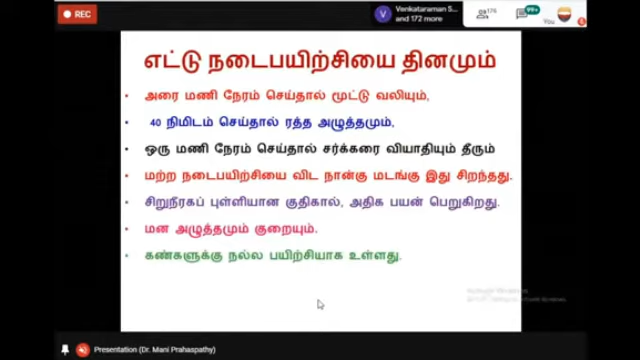 REC
Venkataraman S...
and 172 more
176
99+
You
எட்டு நடைபயிற்சியை தினமும்
• அரை மணி நேரம் செய்தால் மூட்டு வலியும்,
• 40 நிமிடம் செய்தால் ரத்த அழுத்தமும்,
• ஒரு மணி நேரம் செய்தால் சர்க்கரை வியாதியும் தீரும்
• மற்ற நடைபயிற்சியை விட நான்கு மடங்கு இது சிறந்தது.
• சிறுநீரகப் புள்ளியான குதிகால், அதிக பயன் பெறுகிறது.
• மன அழுத்தமும் குறையும்.
• கண்களுக்கு நல்ல பயிற்சியாக உள்ளது.
Presentation (Dr. Mani Prahaspathy)